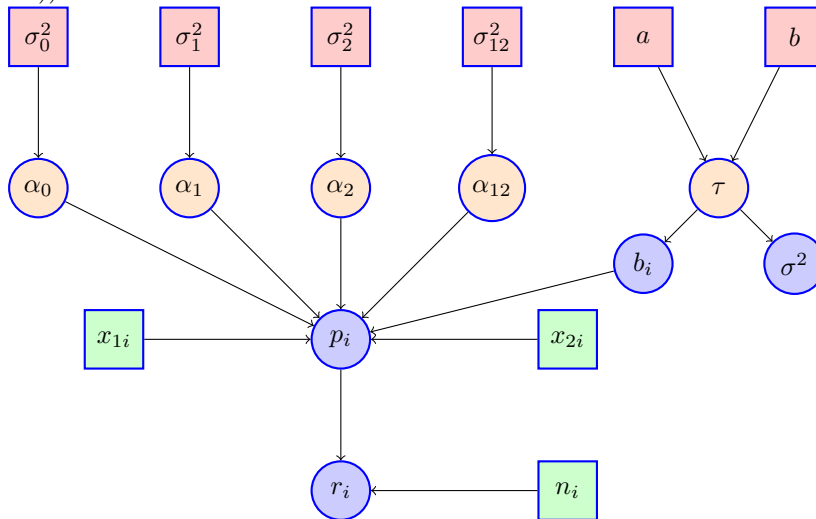 σ₀² σ₁² σ₂² σ₁₂² a b
α₀ α₁ α₂ α₁₂ τ
bᵢ σ²
x₁ᵢ pᵢ x₂ᵢ
rᵢ nᵢ